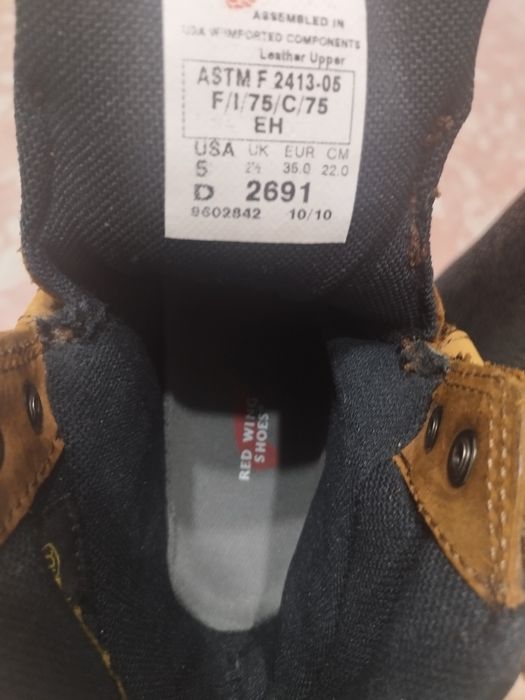 ASSEMBLED IN
USA W/IMPORTED COMPONENTS
Leather Upper
ASTM F 2413-05
F/I/75/C/75
EH
USA UK EUR CM
5 2½ 35.0 22.0
D 2691
9602842 10/10
RED WING
SHOES